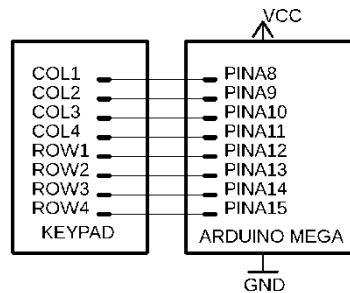 VCC
COL1 PINA8
COL2 PINA9
COL3 PINA10
COL4 PINA11
ROW1 PINA12
ROW2 PINA13
ROW3 PINA14
ROW4 PINA15
KEYPAD ARDUINO MEGA
GND